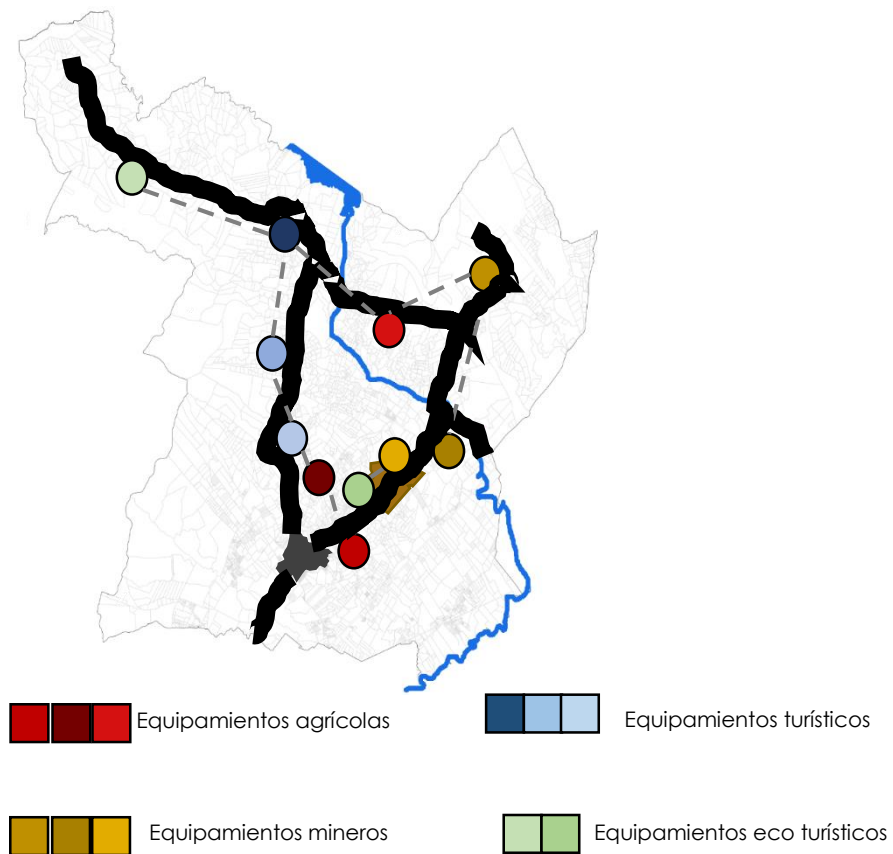 Equipamientos agrícolas
Equipamientos turísticos
Equipamientos mineros
Equipamientos eco turísticos